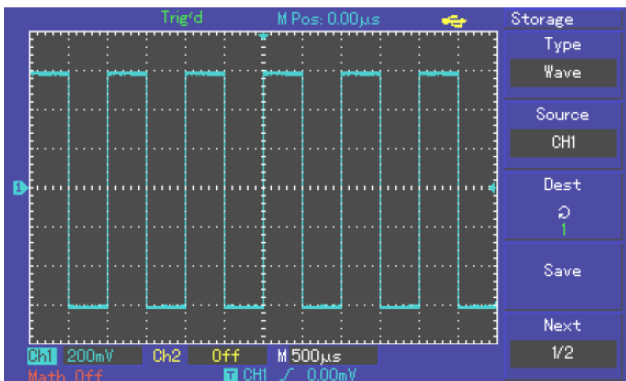 Trig'd M Pos: 0.00µs Storage
Type
Wave
Source
CH1
1
Dest
1
Save
Next
1/2
Ch1 200mV Ch2 Off M 500µs
Math Off T CH1 / 0.00mV